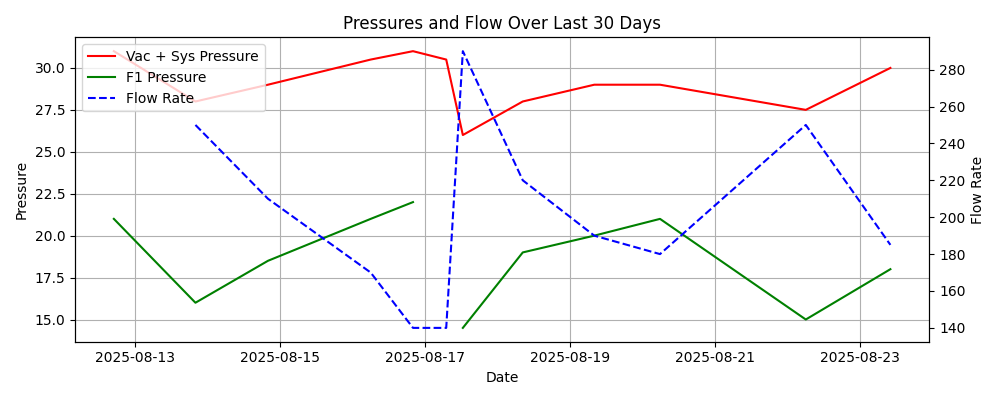 Pressures and Flow Over Last 30 Days
Vac + Sys Pressure
F1 Pressure
Flow Rate
30.0
27.5
25.0
22.5
20.0
17.5
15.0
Pressure
280
260
240
220
200
180
160
140
Flow Rate
2025-08-13 2025-08-15 2025-08-17 2025-08-19 2025-08-21 2025-08-23
Date